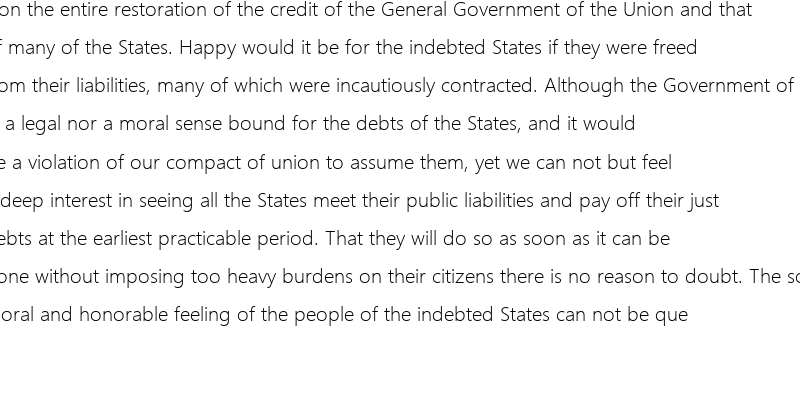 on the entire restoration of the credit of the General Government of the Union and that
many of the States. Happy would it be for the indebted States if they were freed
their liabilities, many of which were incautiously contracted. Although the Government of
a legal nor a moral sense bound for the debts of the States, and it would
a violation of our compact of union to assume them, yet we can not but feel
deep interest in seeing all the States meet their public liabilities and pay off their just
at the earliest practicable period. That they will do so as soon as it can be
without imposing too heavy burdens on their citizens there is no reason to doubt. The
and honorable feeling of the people of the indebted States can not be que